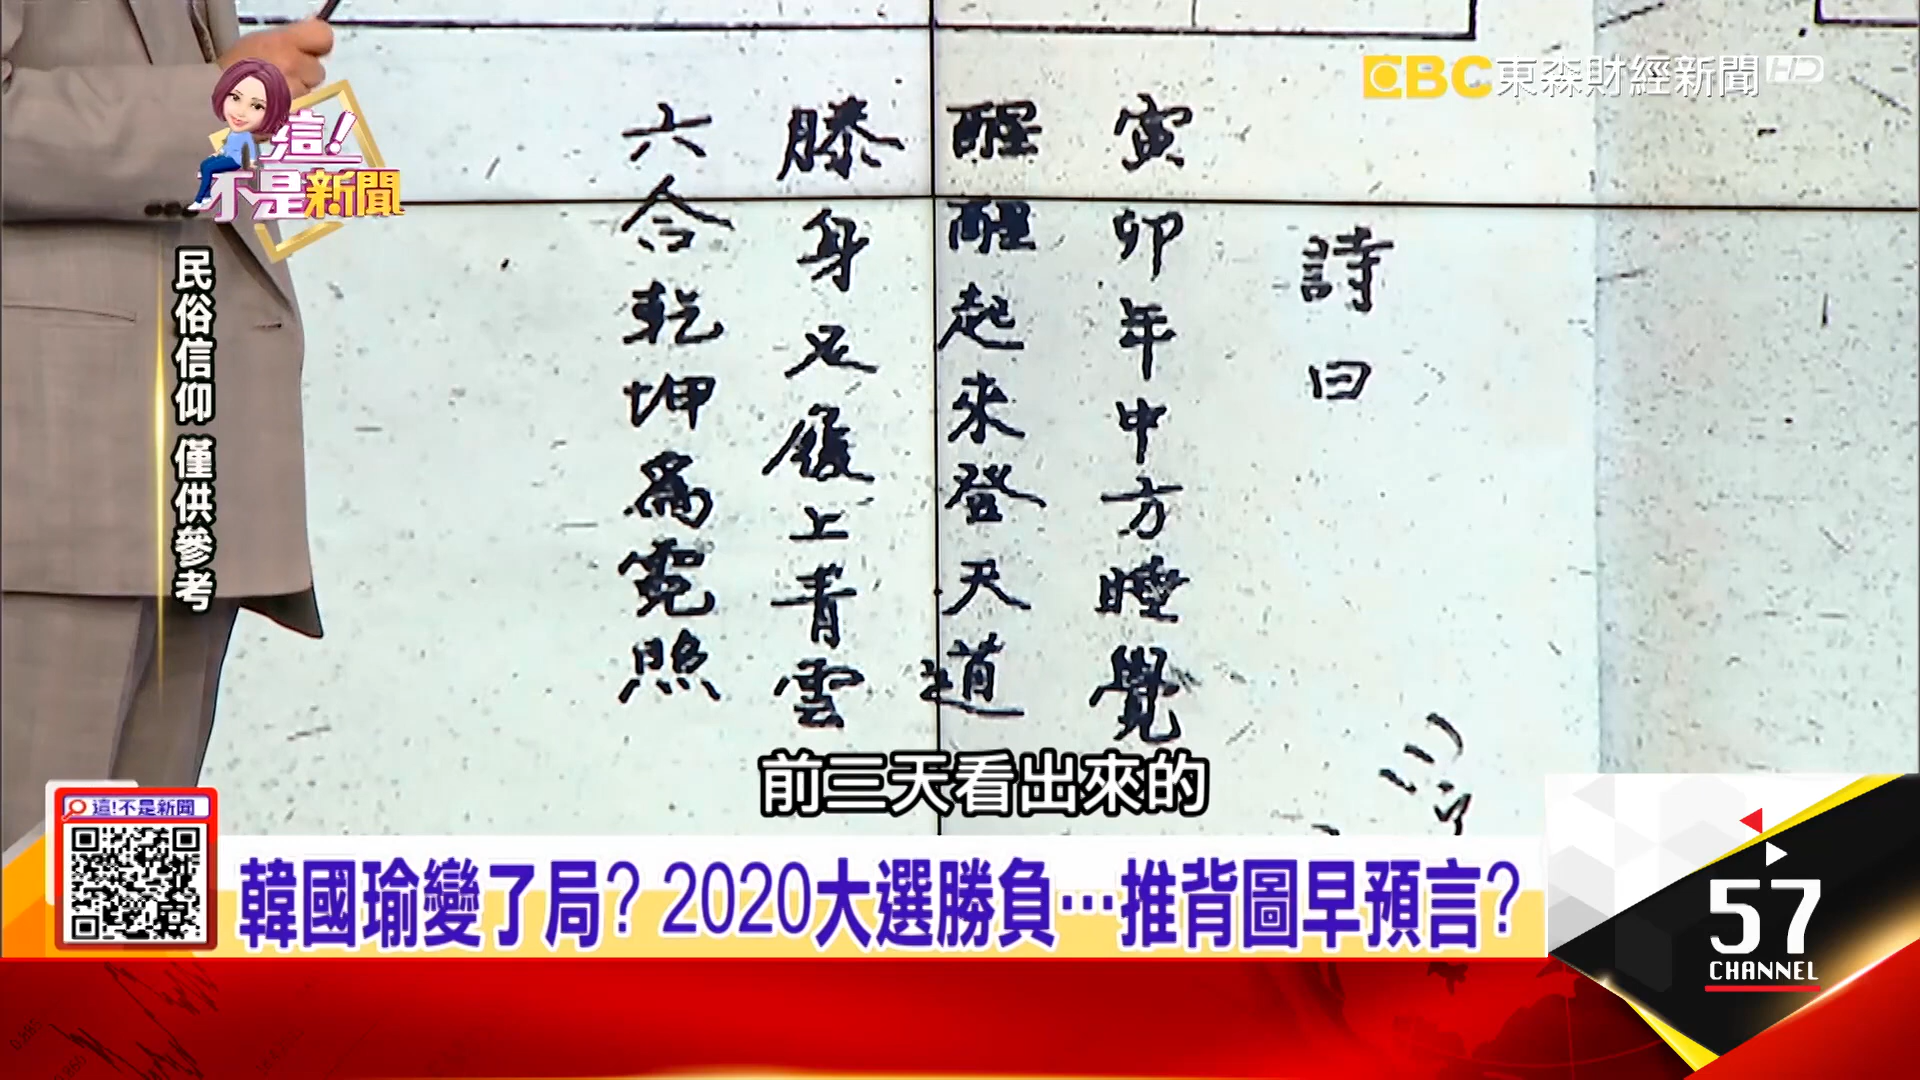 EBC東森財經新聞HD
這!
不是新聞
民俗信仰 僅供參考
詩曰
寅卯年中方睡覺
醒醒起來登天道
膝身又履上青雲
六合乾坤為霓照
前三天看出來的
這!不是新聞
韓國瑜變了局?2020大選勝負…推背圖早預言?
57
CHANNEL